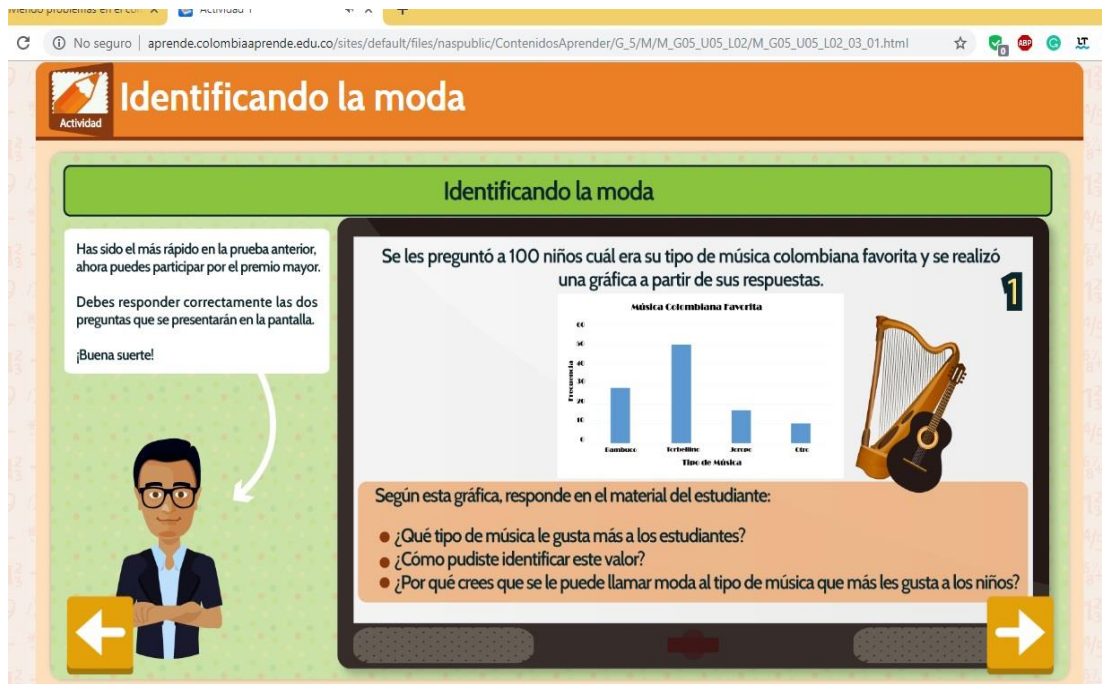 Actividad 1
No seguro | aprende.colombiaaprende.edu.co/sites/default/files/naspublic/ContenidosAprender/G_5/M/M_G05_U05_L02/M_G05_U05_L02_03_01.html
ABP
0
Identificando la moda
Actividad
Identificando la moda
Has sido el más rápido en la prueba anterior,
ahora puedes participar por el premio mayor.
Debes responder correctamente las dos
preguntas que se presentarán en la pantalla.
¡Buena suerte!
Se les preguntó a 100 niños cuál era su tipo de música colombiana favorita y se realizó
una gráfica a partir de sus respuestas.
1
Música Colombiana Favorita
60
50
40
30
20
10
0
Frecuencia
Bambuco Torbellino Joropo Otro
Tipo de Música
Según esta gráfica, responde en el material del estudiante:
¿Qué tipo de música le gusta más a los estudiantes?
¿Cómo pudiste identificar este valor?
¿Por qué crees que se le puede llamar moda al tipo de música que más les gusta a los niños?